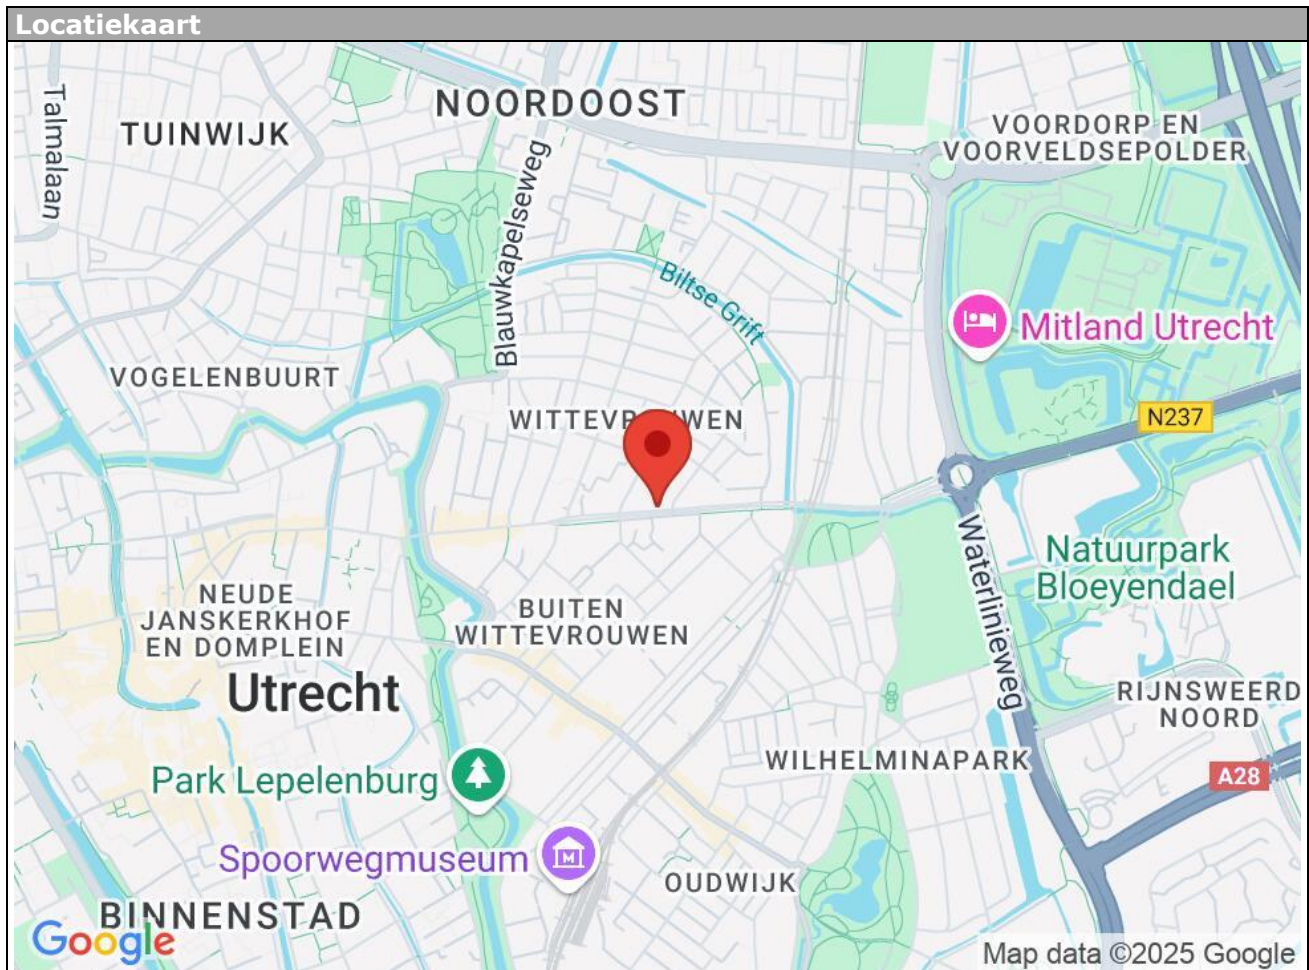 Locatiekaart
Talmalaan
TUINWIJK
NOORDOOST
VOORDORP EN
VOORVELDSEPOLDER
Blauwkapelseweg
Biltse Grift
Mitland Utrecht
VOGELENBUURT
WITTEVROUWEN
N237
Waterlinieweg
Natuurpark
Bloeyendael
NEUDE
JANSKERKHOF
EN DOMPLEIN
BUITEN
WITTEVROUWEN
Utrecht
RIJNSWEERD
NOORD
WILHELMINAPARK
A28
Park Lepelenburg
Spoorwegmuseum
M
OUDWIJK
BINNENSTAD
Google
Map data ©2025 Google